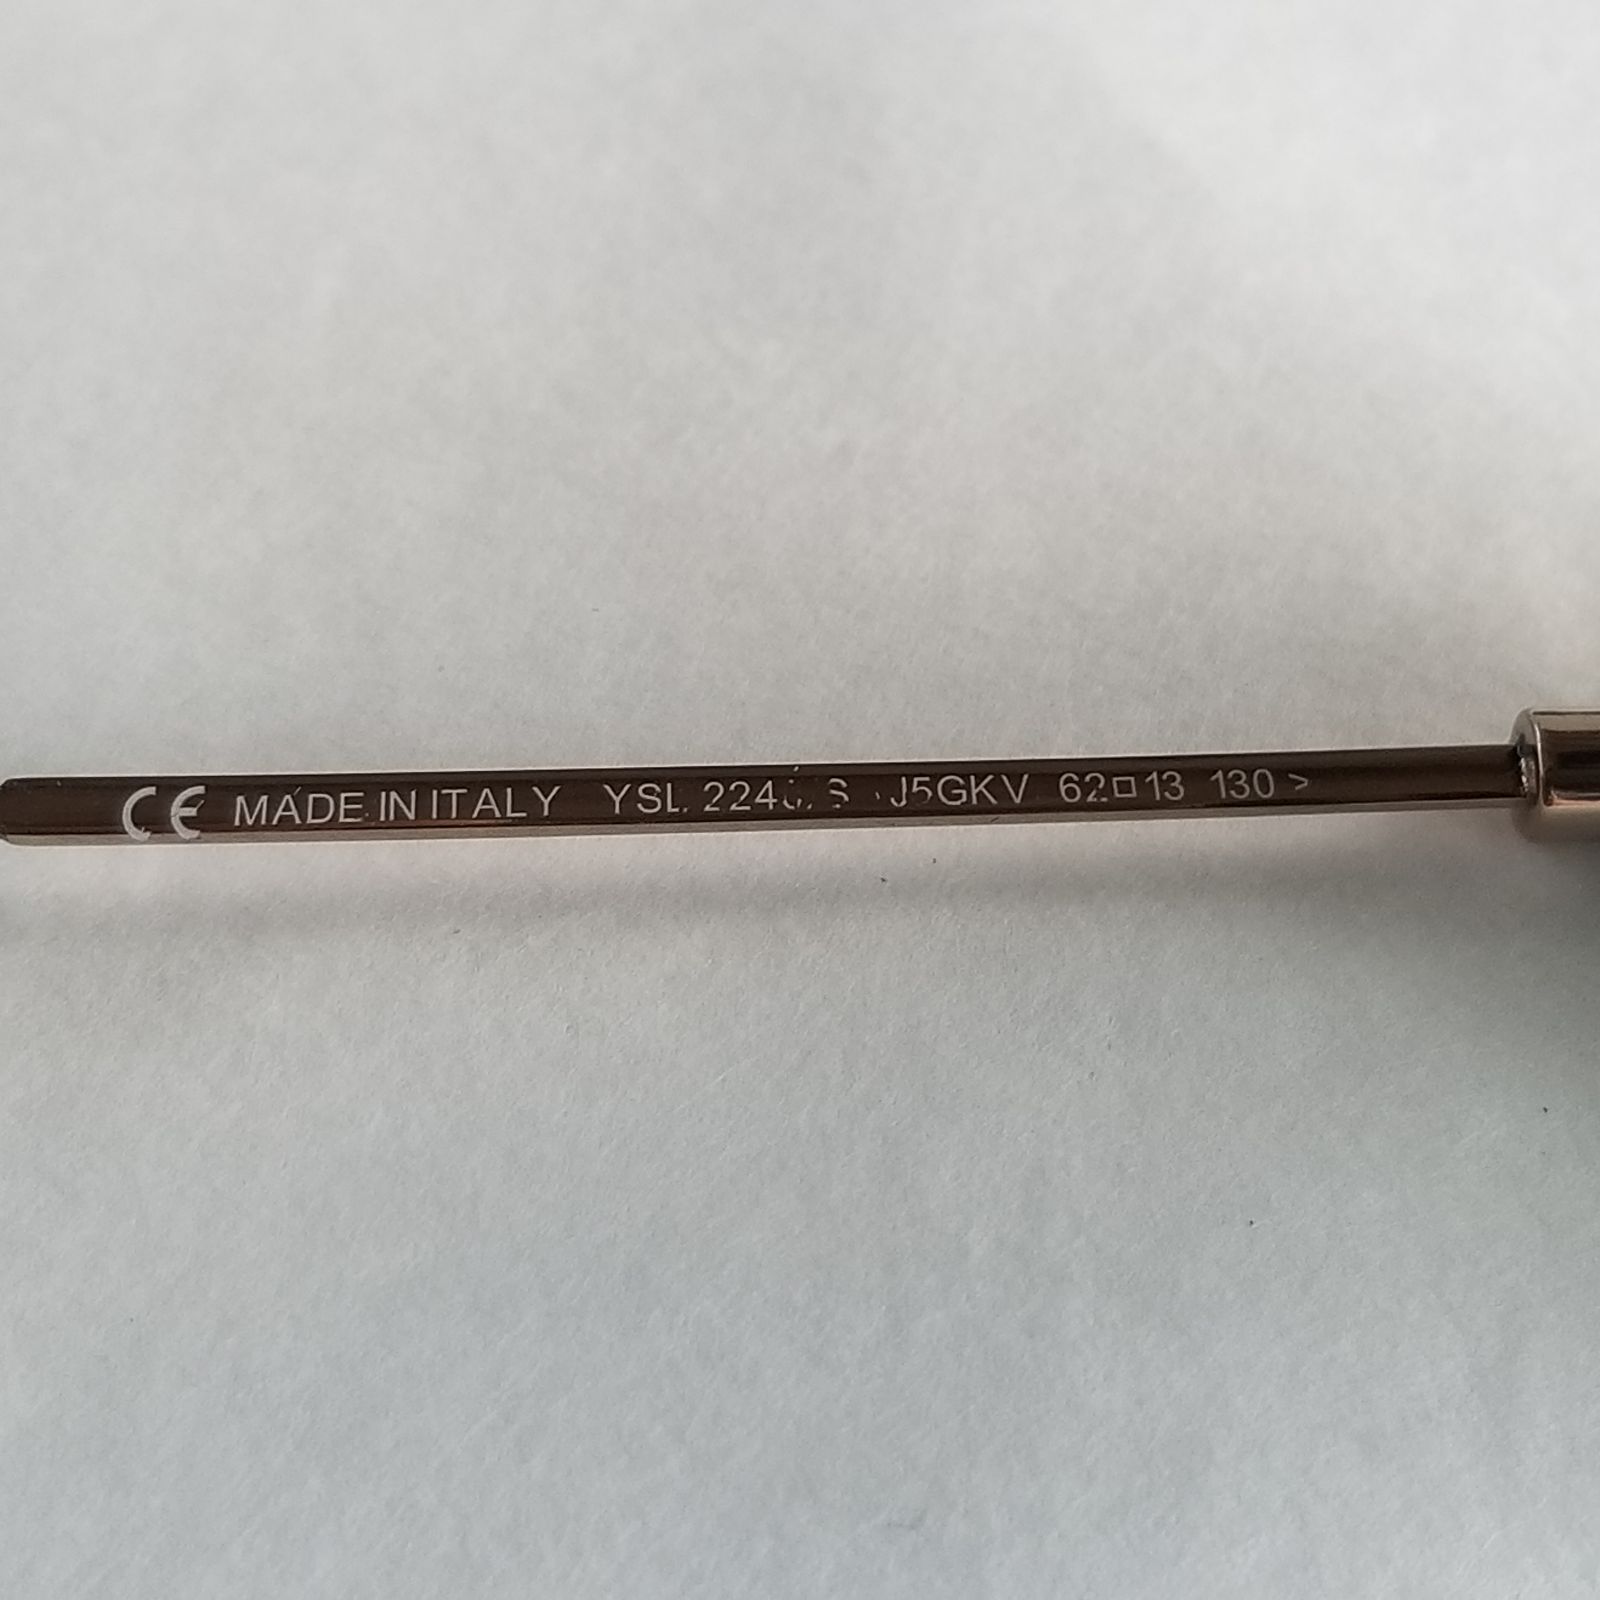 CE MADE IN ITALY YSL J5GKV 62□13 130 >